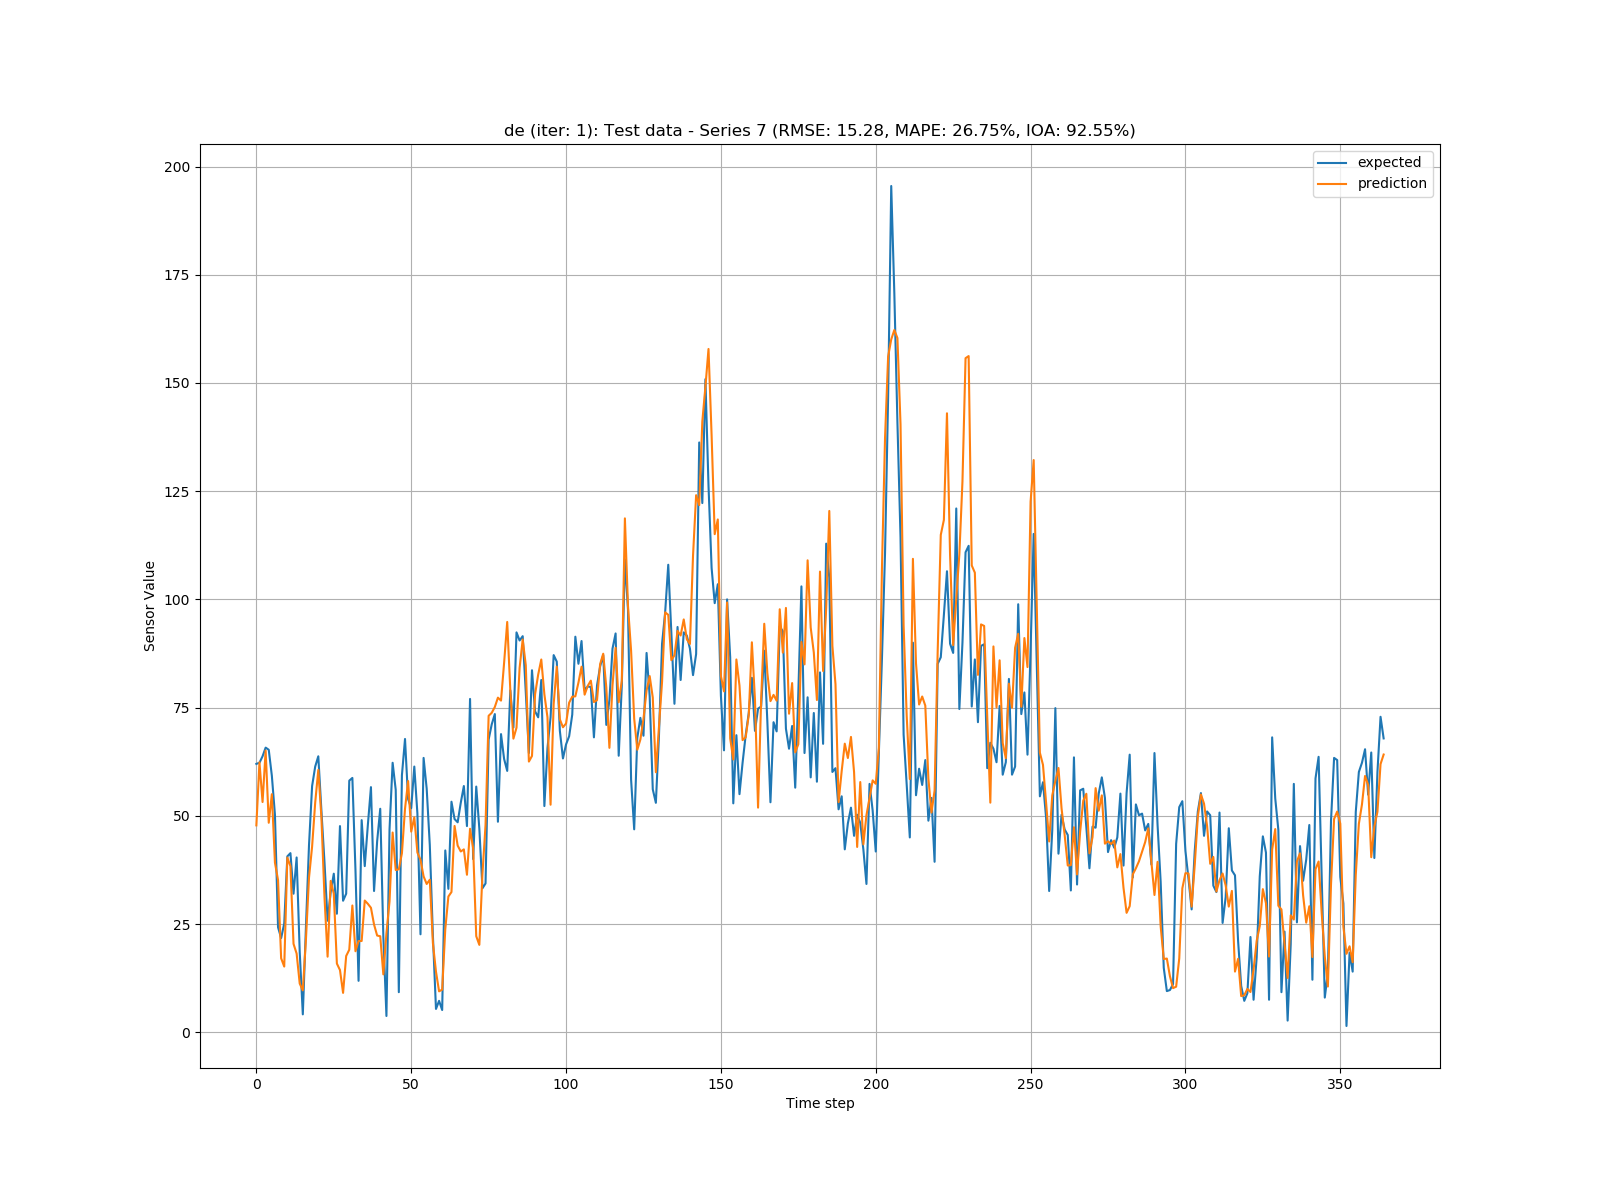 de (iter: 1): Test data - Series 7 (RMSE: 15.28, MAPE: 26.75%, IOA: 92.55%)
expected
prediction
200
175
150
125
100
75
50
25
0
Sensor Value
0 50 100 150 200 250 300 350
Time step